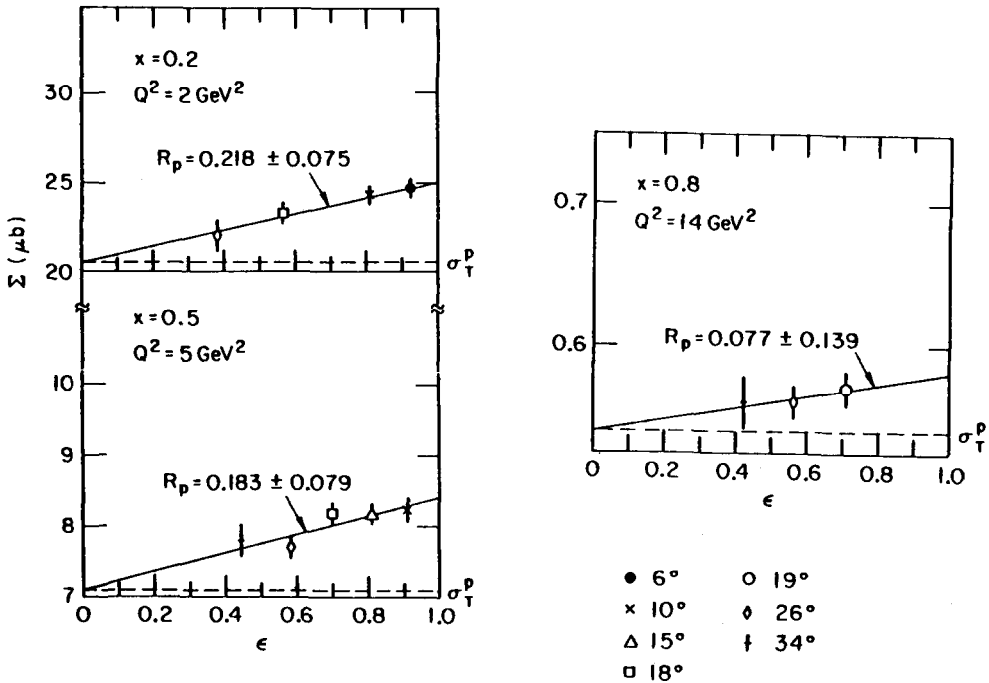 x = 0.2
Q² = 2 GeV²
30
R_p = 0.218 ± 0.075
25
20
σ_T^p
Σ (μb)
x = 0.5
Q² = 5 GeV²
10
9
R_p = 0.183 ± 0.079
8
7
σ_T^p
0 0.2 0.4 0.6 0.8 1.0
ϵ
x = 0.8
Q² = 14 GeV²
0.7
R_p = 0.077 ± 0.139
0.6
σ_T^p
0 0.2 0.4 0.6 0.8 1.0
ϵ
6° 19°
10° 26°
15° 34°
18°